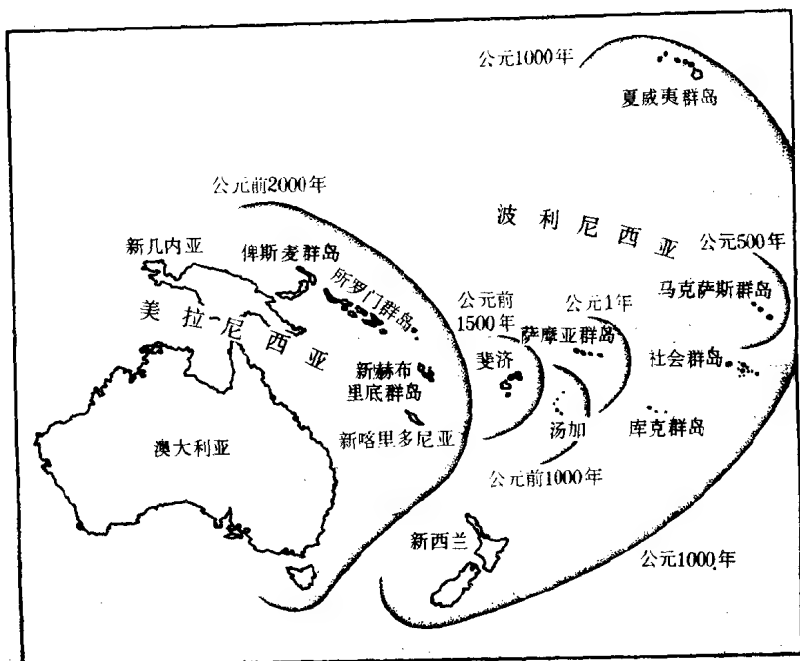 公元1000年
夏威夷群岛
公元前2000年
波利尼西亚
新几内亚
俾斯麦群岛
公元500年
所罗门群岛
马克萨斯群岛
美拉尼西亚
公元前
1500年
公元1年
萨摩亚群岛
新赫布
里底群岛
斐济
社会群岛
新喀里多尼亚
汤加
库克群岛
澳大利亚
公元前1000年
新西兰
公元1000年